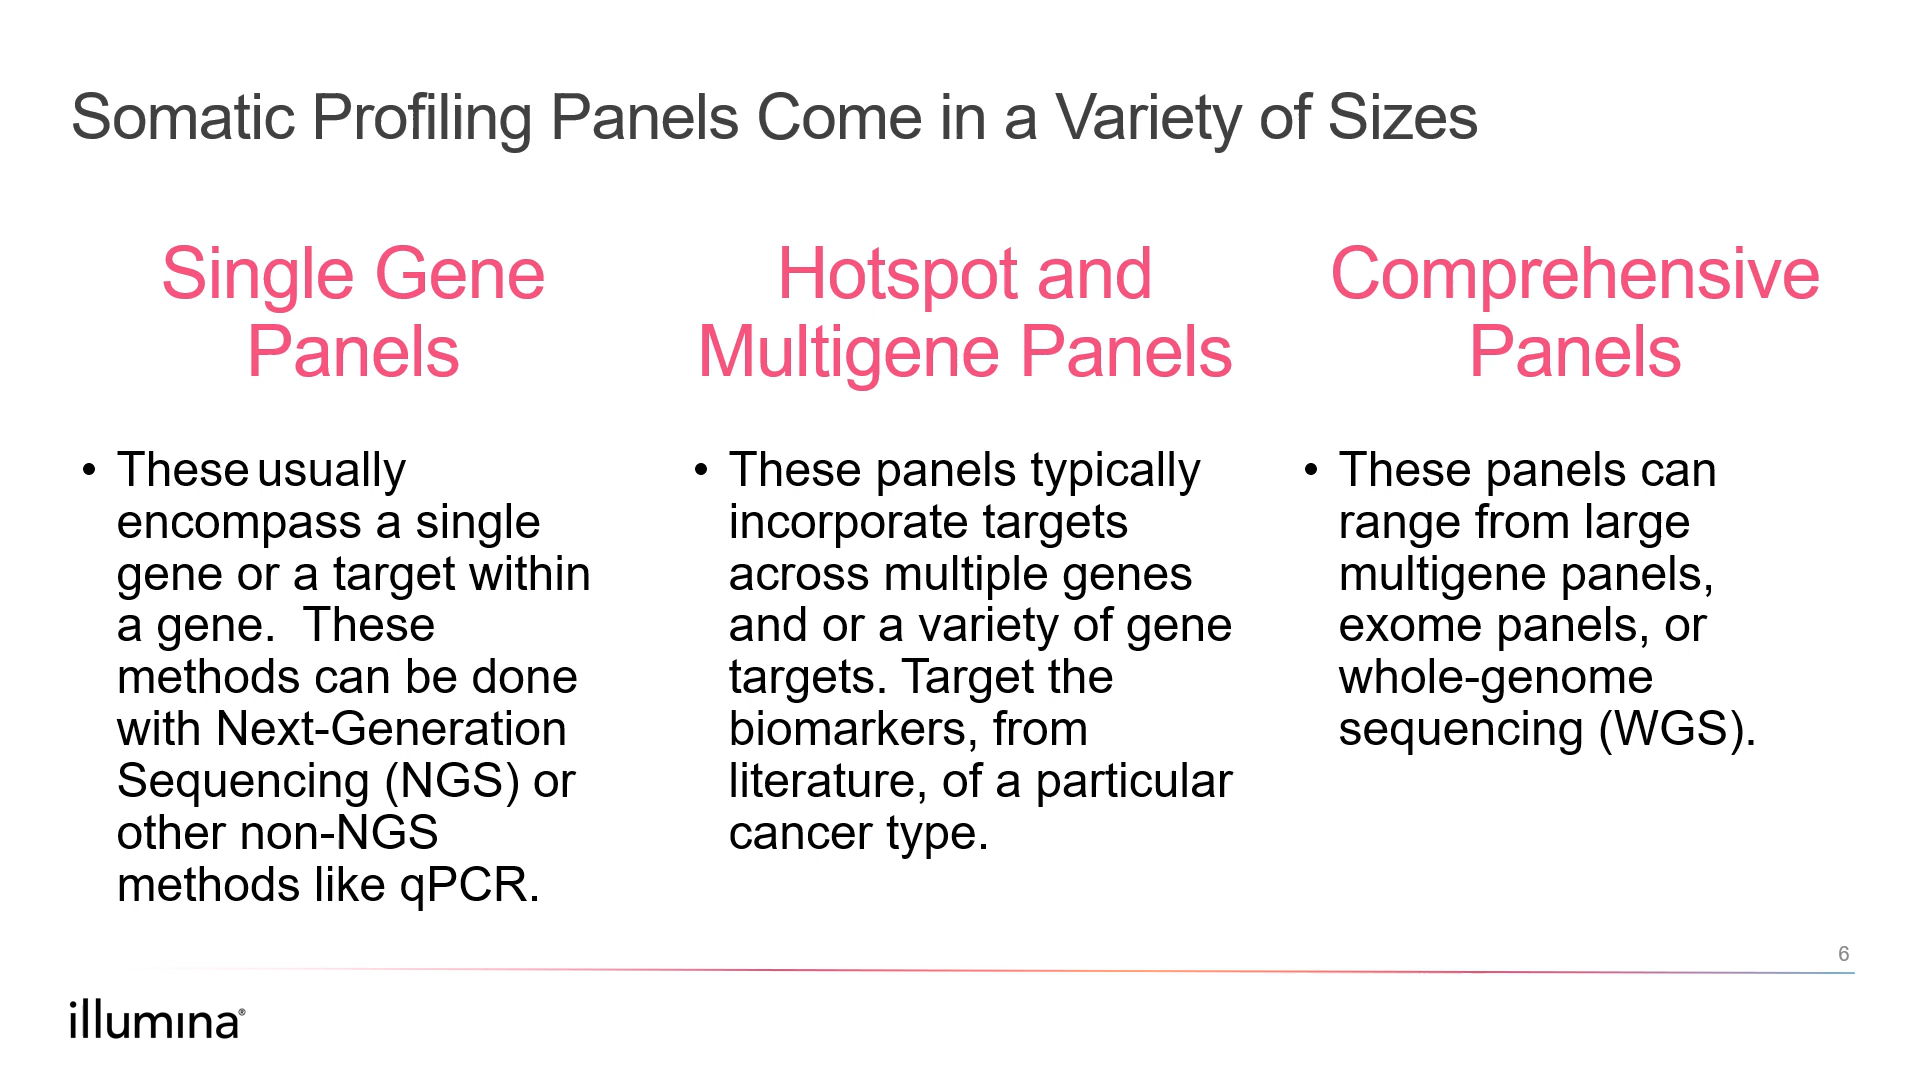 Somatic Profiling Panels Come in a Variety of Sizes
Single Gene
Panels
• These usually
encompass a single
gene or a target within
a gene.  These
methods can be done
with Next-Generation
Sequencing (NGS) or
other non-NGS
methods like qPCR.
Hotspot and
Multigene Panels
• These panels typically
incorporate targets
across multiple genes
and or a variety of gene
targets. Target the
biomarkers, from
literature, of a particular
cancer type.
Comprehensive
Panels
• These panels can
range from large
multigene panels,
exome panels, or
whole-genome
sequencing (WGS).
6
illumına®